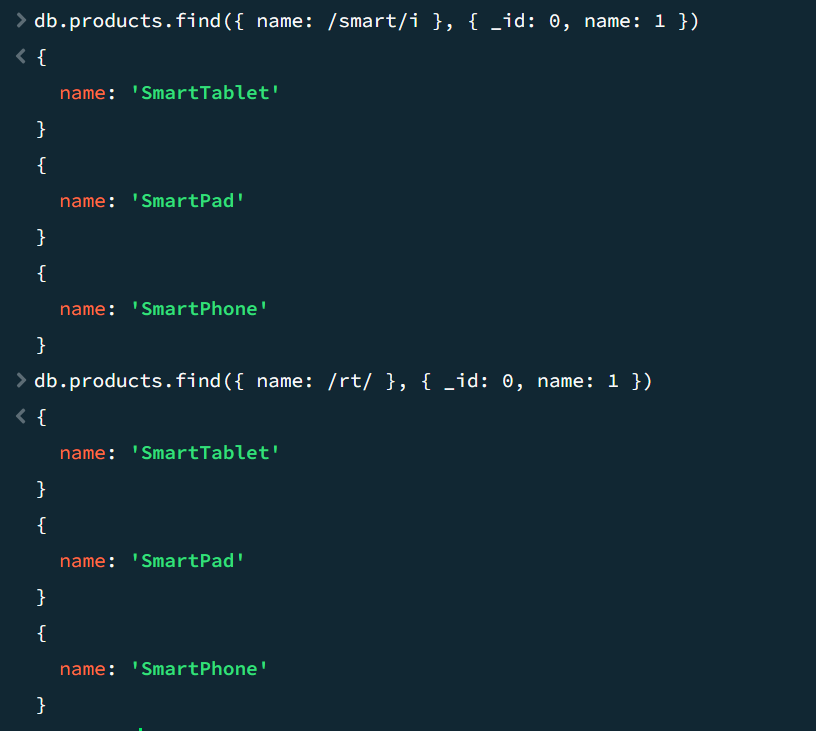 > db.products.find({ name: /smart/i }, { _id: 0, name: 1 })
< {
name: 'SmartTablet'
}
{
name: 'SmartPad'
}
{
name: 'SmartPhone'
}
> db.products.find({ name: /rt/ }, { _id: 0, name: 1 })
< {
name: 'SmartTablet'
}
{
name: 'SmartPad'
}
{
name: 'SmartPhone'
}